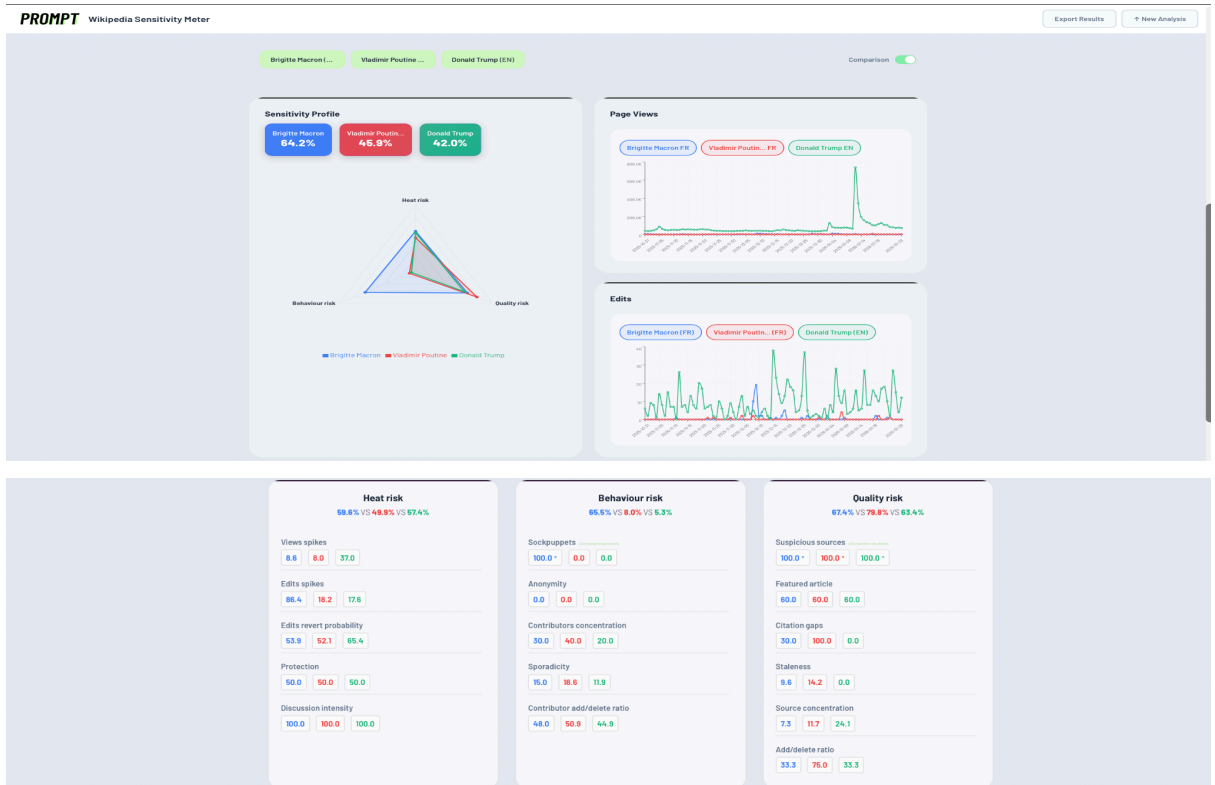 PROMPT Wikipedia Sensitivity Meter
Export Results
↑ New Analysis
Brigitte Macron (...
Vladimir Poutine ...
Donald Trump (EN)
Comparison
Sensitivity Profile
Brigitte Macron
64.2%
Vladimir Poutin...
45.9%
Donald Trump
42.0%
Heat risk
Behaviour risk
Quality risk
Brigitte Macron Vladimir Poutine Donald Trump
Page Views
Brigitte Macron FR
Vladimir Poutin... FR
Donald Trump EN
0
Edits
Brigitte Macron (FR)
Vladimir Poutin... (FR)
Donald Trump (EN)
Heat risk
59.6% VS 49.9% VS 57.4%
Views spikes
8.6 8.0 37.0
Edits spikes
86.4 18.2 17.6
Edits revert probability
53.9 52.1 65.4
Protection
50.0 50.0 50.0
Discussion intensity
100.0 100.0 100.0
Behaviour risk
65.5% VS 8.0% VS 5.3%
Sockpuppets
100.0 * 0.0 0.0
Anonymity
0.0 0.0 0.0
Contributors concentration
30.0 40.0 20.0
Sporadicity
15.0 18.6 11.9
Contributor add/delete ratio
48.0 50.9 44.9
Quality risk
67.4% VS 79.8% VS 63.4%
Suspicious sources
100.0 * 100.0 * 100.0 *
Featured article
60.0 60.0 60.0
Citation gaps
30.0 100.0 0.0
Staleness
9.6 14.2 0.0
Source concentration
7.3 11.7 24.1
Add/delete ratio
33.3 75.0 33.3